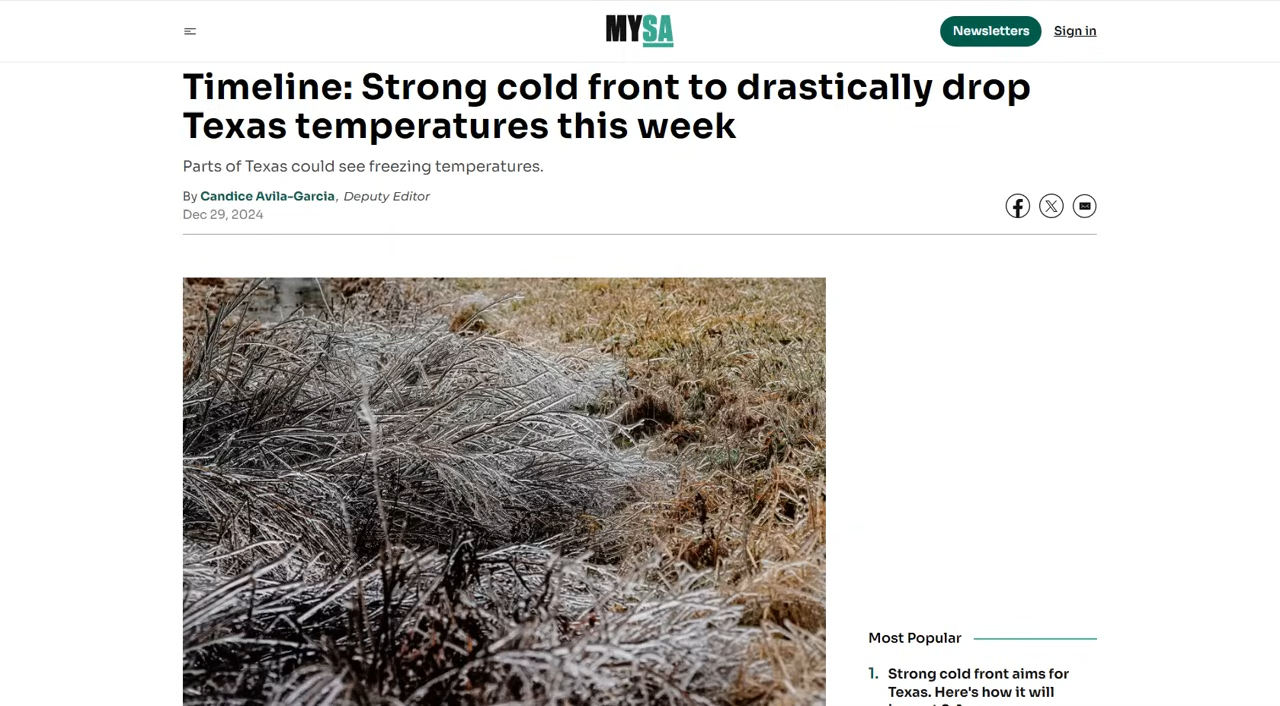 MYSA
Newsletters
Sign in
Timeline: Strong cold front to drastically drop
Texas temperatures this week
Parts of Texas could see freezing temperatures.
By Candice Avila-Garcia, Deputy Editor
Dec 29, 2024
Most Popular
1. Strong cold front aims for
Texas. Here's how it will